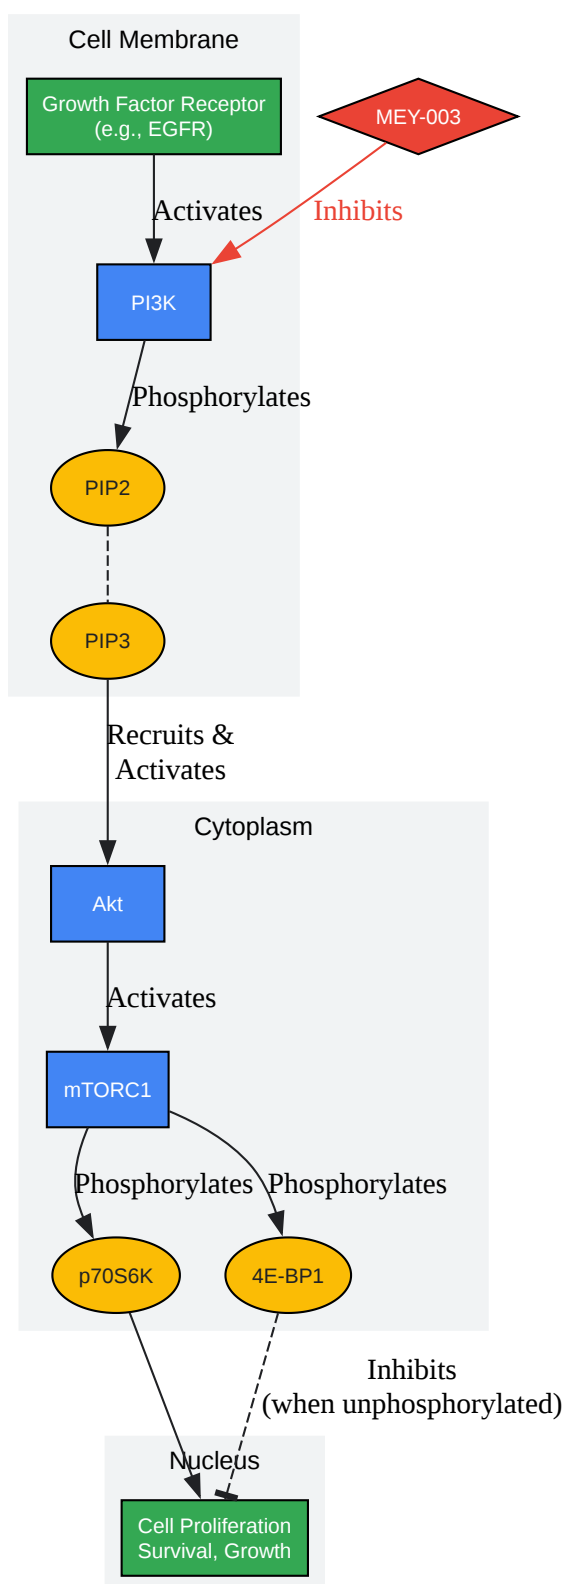 Cell Membrane
Growth Factor Receptor
(e.g., EGFR)
MEY-003
Activates
Inhibits
PI3K
Phosphorylates
PIP2
PIP3
Recruits &
Activates
Cytoplasm
Akt
Activates
mTORC1
Phosphorylates
Phosphorylates
p70S6K
4E-BP1
Inhibits
(when unphosphorylated)
Nucleus
Cell Proliferation
Survival, Growth